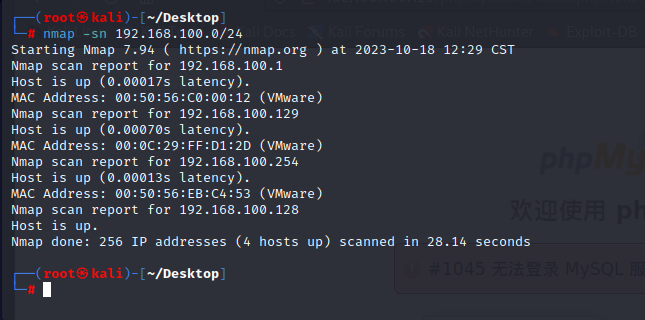 ┌──(root㉿kali)-[~/Desktop]
└─# nmap -sn 192.168.100.0/24
Starting Nmap 7.94 ( https://nmap.org ) at 2023-10-18 12:29 CST
Nmap scan report for 192.168.100.1
Host is up (0.00017s latency).
MAC Address: 00:50:56:C0:00:12 (VMware)
Nmap scan report for 192.168.100.129
Host is up (0.00070s latency).
MAC Address: 00:0C:29:FF:D1:2D (VMware)
Nmap scan report for 192.168.100.254
Host is up (0.00013s latency).
MAC Address: 00:50:56:EB:C4:53 (VMware)
Nmap scan report for 192.168.100.128
Host is up.
Nmap done: 256 IP addresses (4 hosts up) scanned in 28.14 seconds
┌──(root㉿kali)-[~/Desktop]
└─#
Kali Docs Kali Forums Kali NetHunter Exploit-DB
phpMy
欢迎使用 ph
#1045 无法登录 MySQL 服